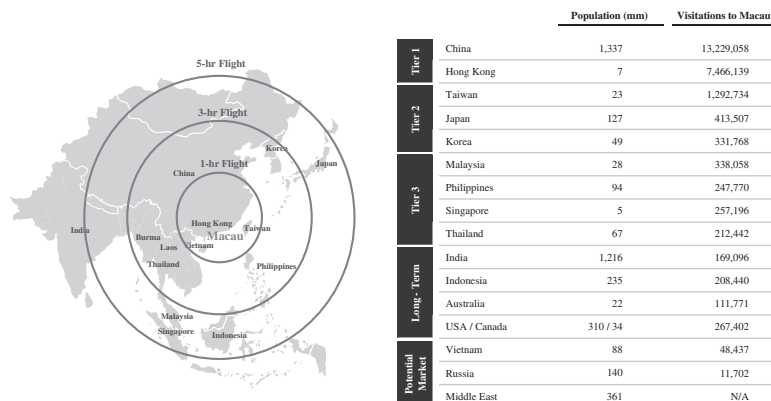 5-hr Flight
3-hr Flight
Korea
1-hr Flight
Japan
China
Hong Kong
Taiwan
India
Macau
Burma
Laos
Vietnam
Thailand
Philippines
Malaysia
Singapore
Indonesia
Population (mm) Visitations to Macau
Tier 1
China 1,337 13,229,058
Hong Kong 7 7,466,139
Tier 2
Taiwan 23 1,292,734
Japan 127 413,507
Korea 49 331,768
Tier 3
Malaysia 28 338,058
Philippines 94 247,770
Singapore 5 257,196
Thailand 67 212,442
Long - Term
India 1,216 169,096
Indonesia 235 208,440
Australia 22 111,771
USA / Canada 310 / 34 267,402
Potential
Market
Vietnam 88 48,437
Russia 140 11,702
Middle East 361 N/A